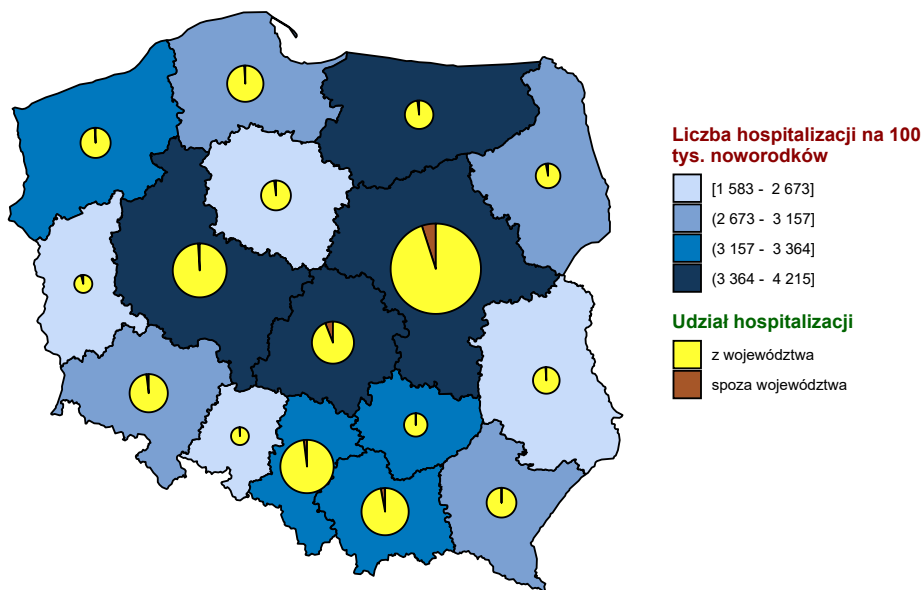 Liczba hospitalizacji na 100
tys. noworodków
[1 583 - 2 673]
(2 673 - 3 157]
(3 157 - 3 364]
(3 364 - 4 215]
Udział hospitalizacji
z województwa
spoza województwa